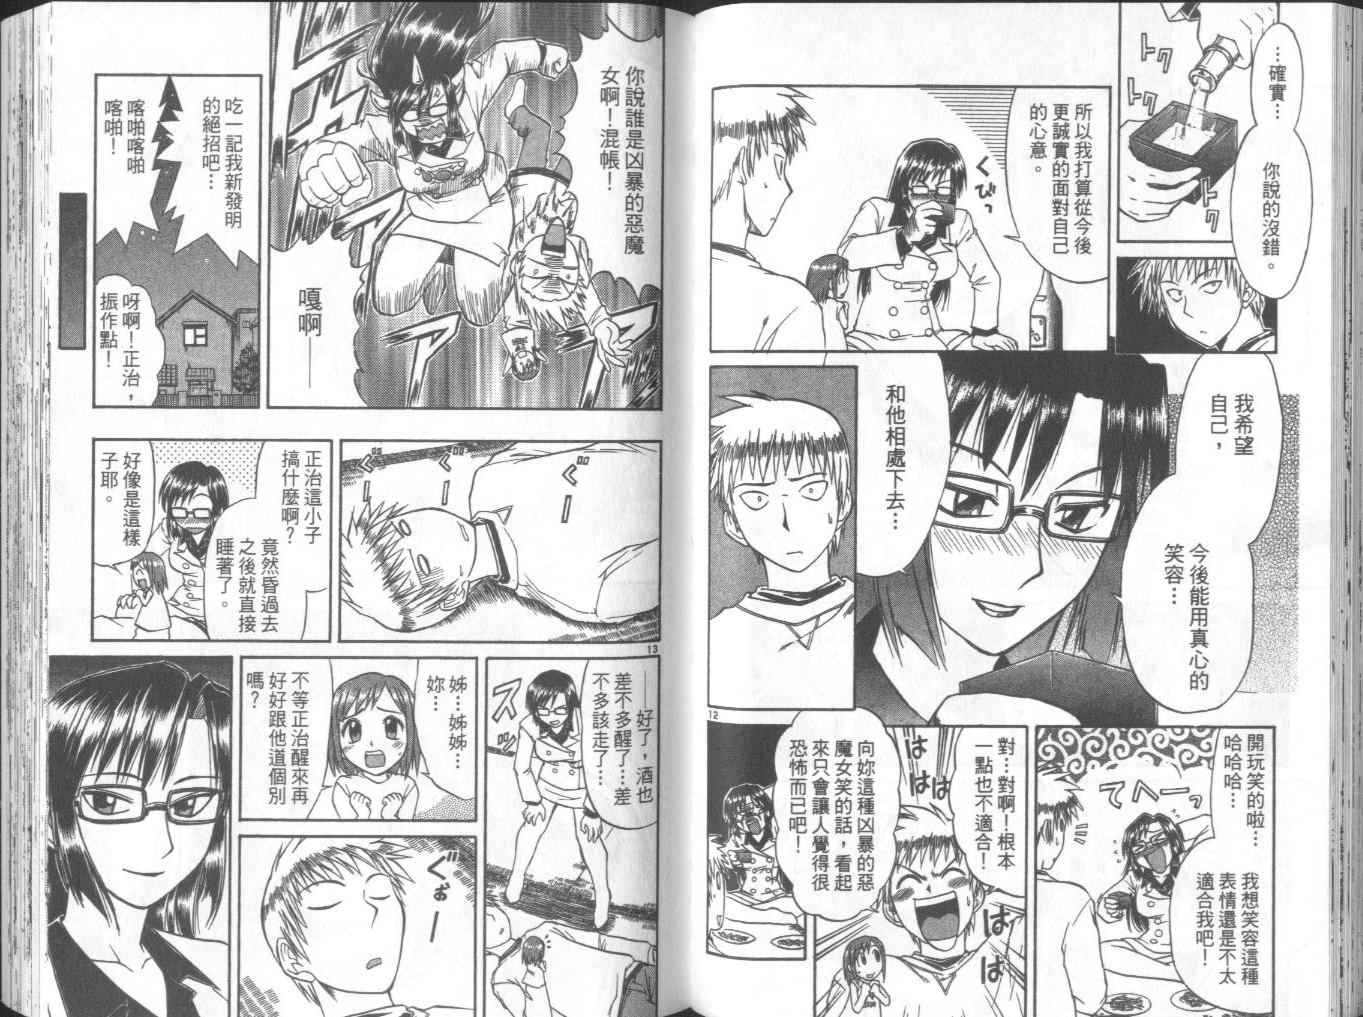 …確實…
你說的沒錯。
トク
トク
トク
所以我打算從今後
更誠實的面對自己
的心意。
くびっ
我希望
自己，
今後能用真心的
笑容…
和他相處下去…
開玩笑的啦…
哈哈哈…
我想笑容這種
表情還是不太
適合我吧！
てへーっ
對…對啊！根本
一點也不適合！
ははは
はは
向妳這種凶暴的惡
魔女笑的話，看起
來只會讓人覺得很
恐怖而已吧！
12
你說誰是凶暴的惡魔
女啊！混帳！
嘎啊——
吃一記我新發明
的絕招吧…
喀啪喀啪
喀啪！
呀啊！正治，
振作點！
ぐー
ぐー
ぐー
正治這小子
搞什麼啊？
竟然昏過去
之後就直接
睡著了。
好像是這樣
子耶。
13
——好了，酒也
差不多醒了…差
不多該走了…
スッ
姊…姊姊…
妳…
不等正治醒來再
好好跟他道個別
嗎？
ぐぉー